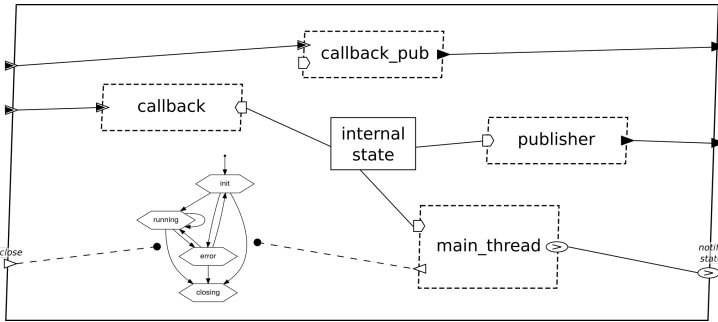 callback_pub
callback
internal
state
publisher
init
running
error
closing
main_thread
close
notif
state